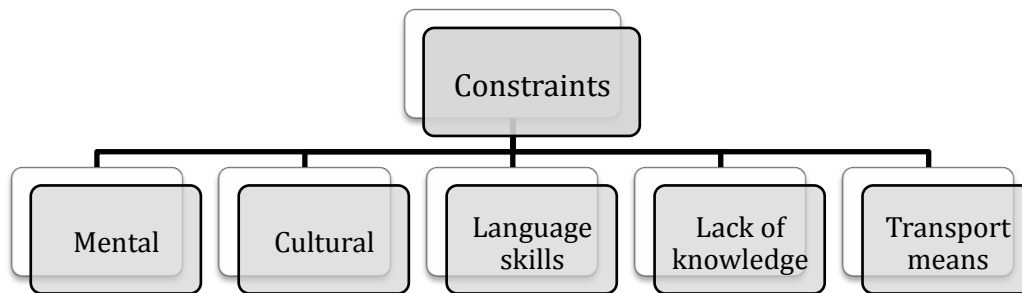 Constraints
Mental
Cultural
Language
skills
Lack of
knowledge
Transport
means